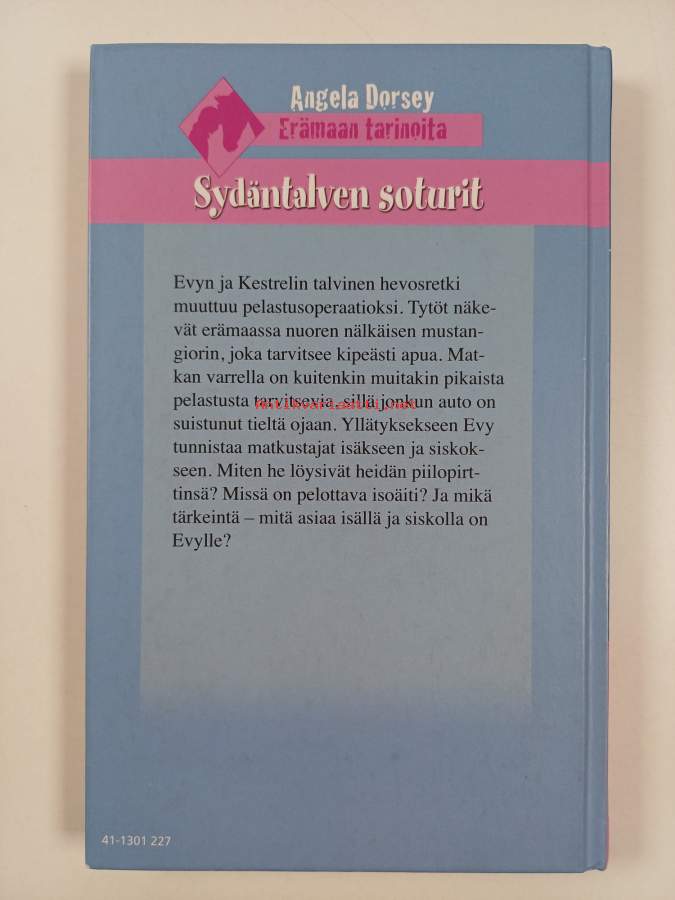 Angela Dorsey
Erämaan tarinoita
Sydäntalven soturit
Evyn ja Kestrelin talvinen hevosretki
muuttuu pelastusoperaatioksi. Tytöt näke-
vät erämaassa nuoren nälkäisen mustan-
giorin, joka tarvitsee kipeästi apua. Mat-
kan varrella on kuitenkin muitakin pikaista
pelastusta tarvitsevia, sillä jonkun auto on
antikvariaatti.net
suistunut tieltä ojaan. Yllätyksekseen Evy
tunnistaa matkustajat isäkseen ja siskok-
seen. Miten he löysivät heidän piilopirt-
tinsä? Missä on pelottava isoäiti? Ja mikä
tärkeintä – mitä asiaa isällä ja siskolla on
Evylle?
41-1301 227